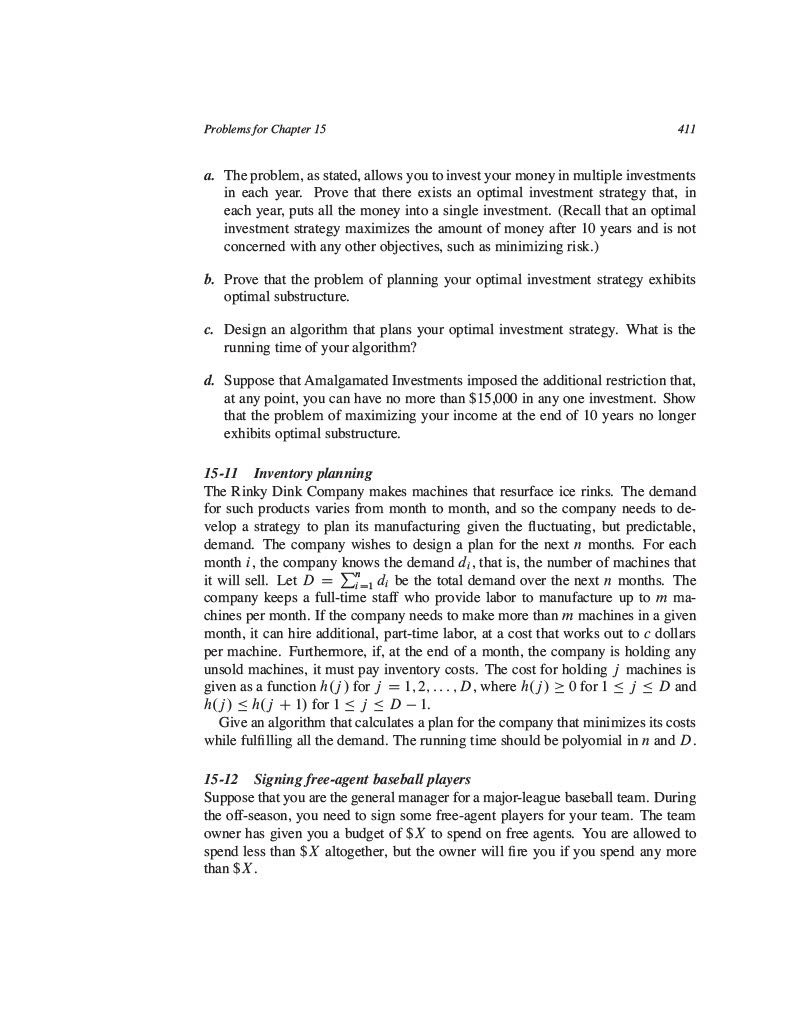 Problems for Chapter 15 411
a. The problem, as stated, allows you to invest your money in multiple investments
in each year. Prove that there exists an optimal investment strategy that, in
each year, puts all the money into a single investment. (Recall that an optimal
investment strategy maximizes the amount of money after 10 years and is not
concerned with any other objectives, such as minimizing risk.)
b. Prove that the problem of planning your optimal investment strategy exhibits
optimal substructure.
c. Design an algorithm that plans your optimal investment strategy. What is the
running time of your algorithm?
d. Suppose that Amalgamated Investments imposed the additional restriction that,
at any point, you can have no more than $15,000 in any one investment. Show
that the problem of maximizing your income at the end of 10 years no longer
exhibits optimal substructure.
15-11 Inventory planning
The Rinky Dink Company makes machines that resurface ice rinks. The demand
for such products varies from month to month, and so the company needs to de-
velop a strategy to plan its manufacturing given the fluctuating, but predictable,
demand. The company wishes to design a plan for the next n months. For each
month i, the company knows the demand dᵢ, that is, the number of machines that
it will sell. Let D = ∑ⁿᵢ₌₁ dᵢ be the total demand over the next n months. The
company keeps a full-time staff who provide labor to manufacture up to m ma-
chines per month. If the company needs to make more than m machines in a given
month, it can hire additional, part-time labor, at a cost that works out to c dollars
per machine. Furthermore, if, at the end of a month, the company is holding any
unsold machines, it must pay inventory costs. The cost for holding j machines is
given as a function h(j) for j = 1, 2, . . . , D, where h(j) ≥ 0 for 1 ≤ j ≤ D and
h(j) ≤ h(j + 1) for 1 ≤ j ≤ D − 1.
Give an algorithm that calculates a plan for the company that minimizes its costs
while fulfilling all the demand. The running time should be polyomial in n and D.
15-12 Signing free-agent baseball players
Suppose that you are the general manager for a major-league baseball team. During
the off-season, you need to sign some free-agent players for your team. The team
owner has given you a budget of $X to spend on free agents. You are allowed to
spend less than $X altogether, but the owner will fire you if you spend any more
than $X.